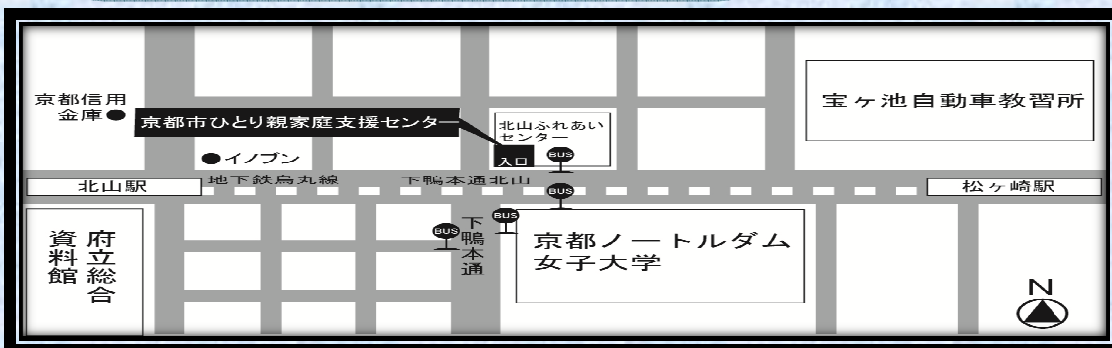 京都信用
金庫
京都市ひとり親家庭支援センター
イノブン
北山ふれあい
センター
入口
BUS
宝ヶ池自動車教習所
北山駅
地下鉄烏丸線
下鴨本通北山
BUS
松ヶ崎駅
府立総合
資料館
BUS
BUS
下鴨本通
京都ノートルダム
女子大学
N